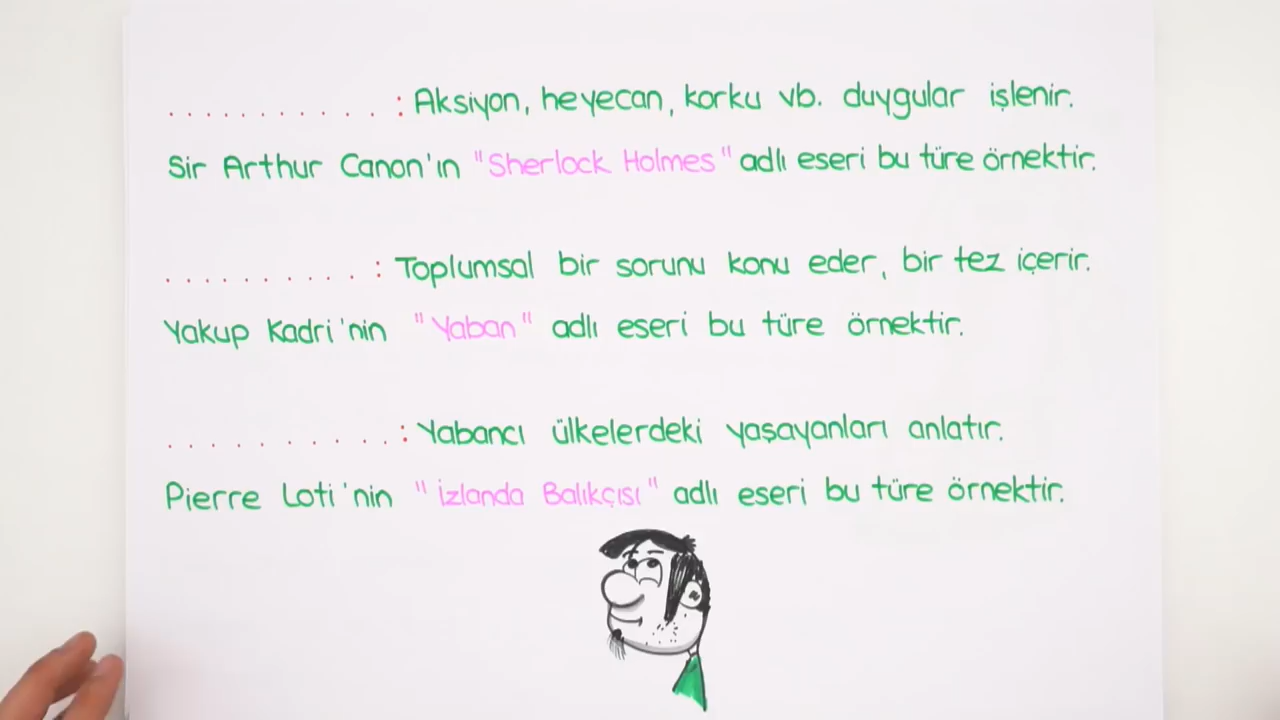 . . . . . . . . . . . : Aksiyon, heyecan, korku vb. duygular işlenir.
Sir Arthur Canon'ın "Sherlock Holmes" adlı eseri bu türe örnektir.
. . . . . . . . . . : Toplumsal bir sorunu konu eder, bir tez içerir.
Yakup Kadri'nin "Yaban" adlı eseri bu türe örnektir.
. . . . . . . . . . . : Yabancı ülkelerdeki yaşayanları anlatır.
Pierre Loti'nin "İzlanda Balıkçısı" adlı eseri bu türe örnektir.